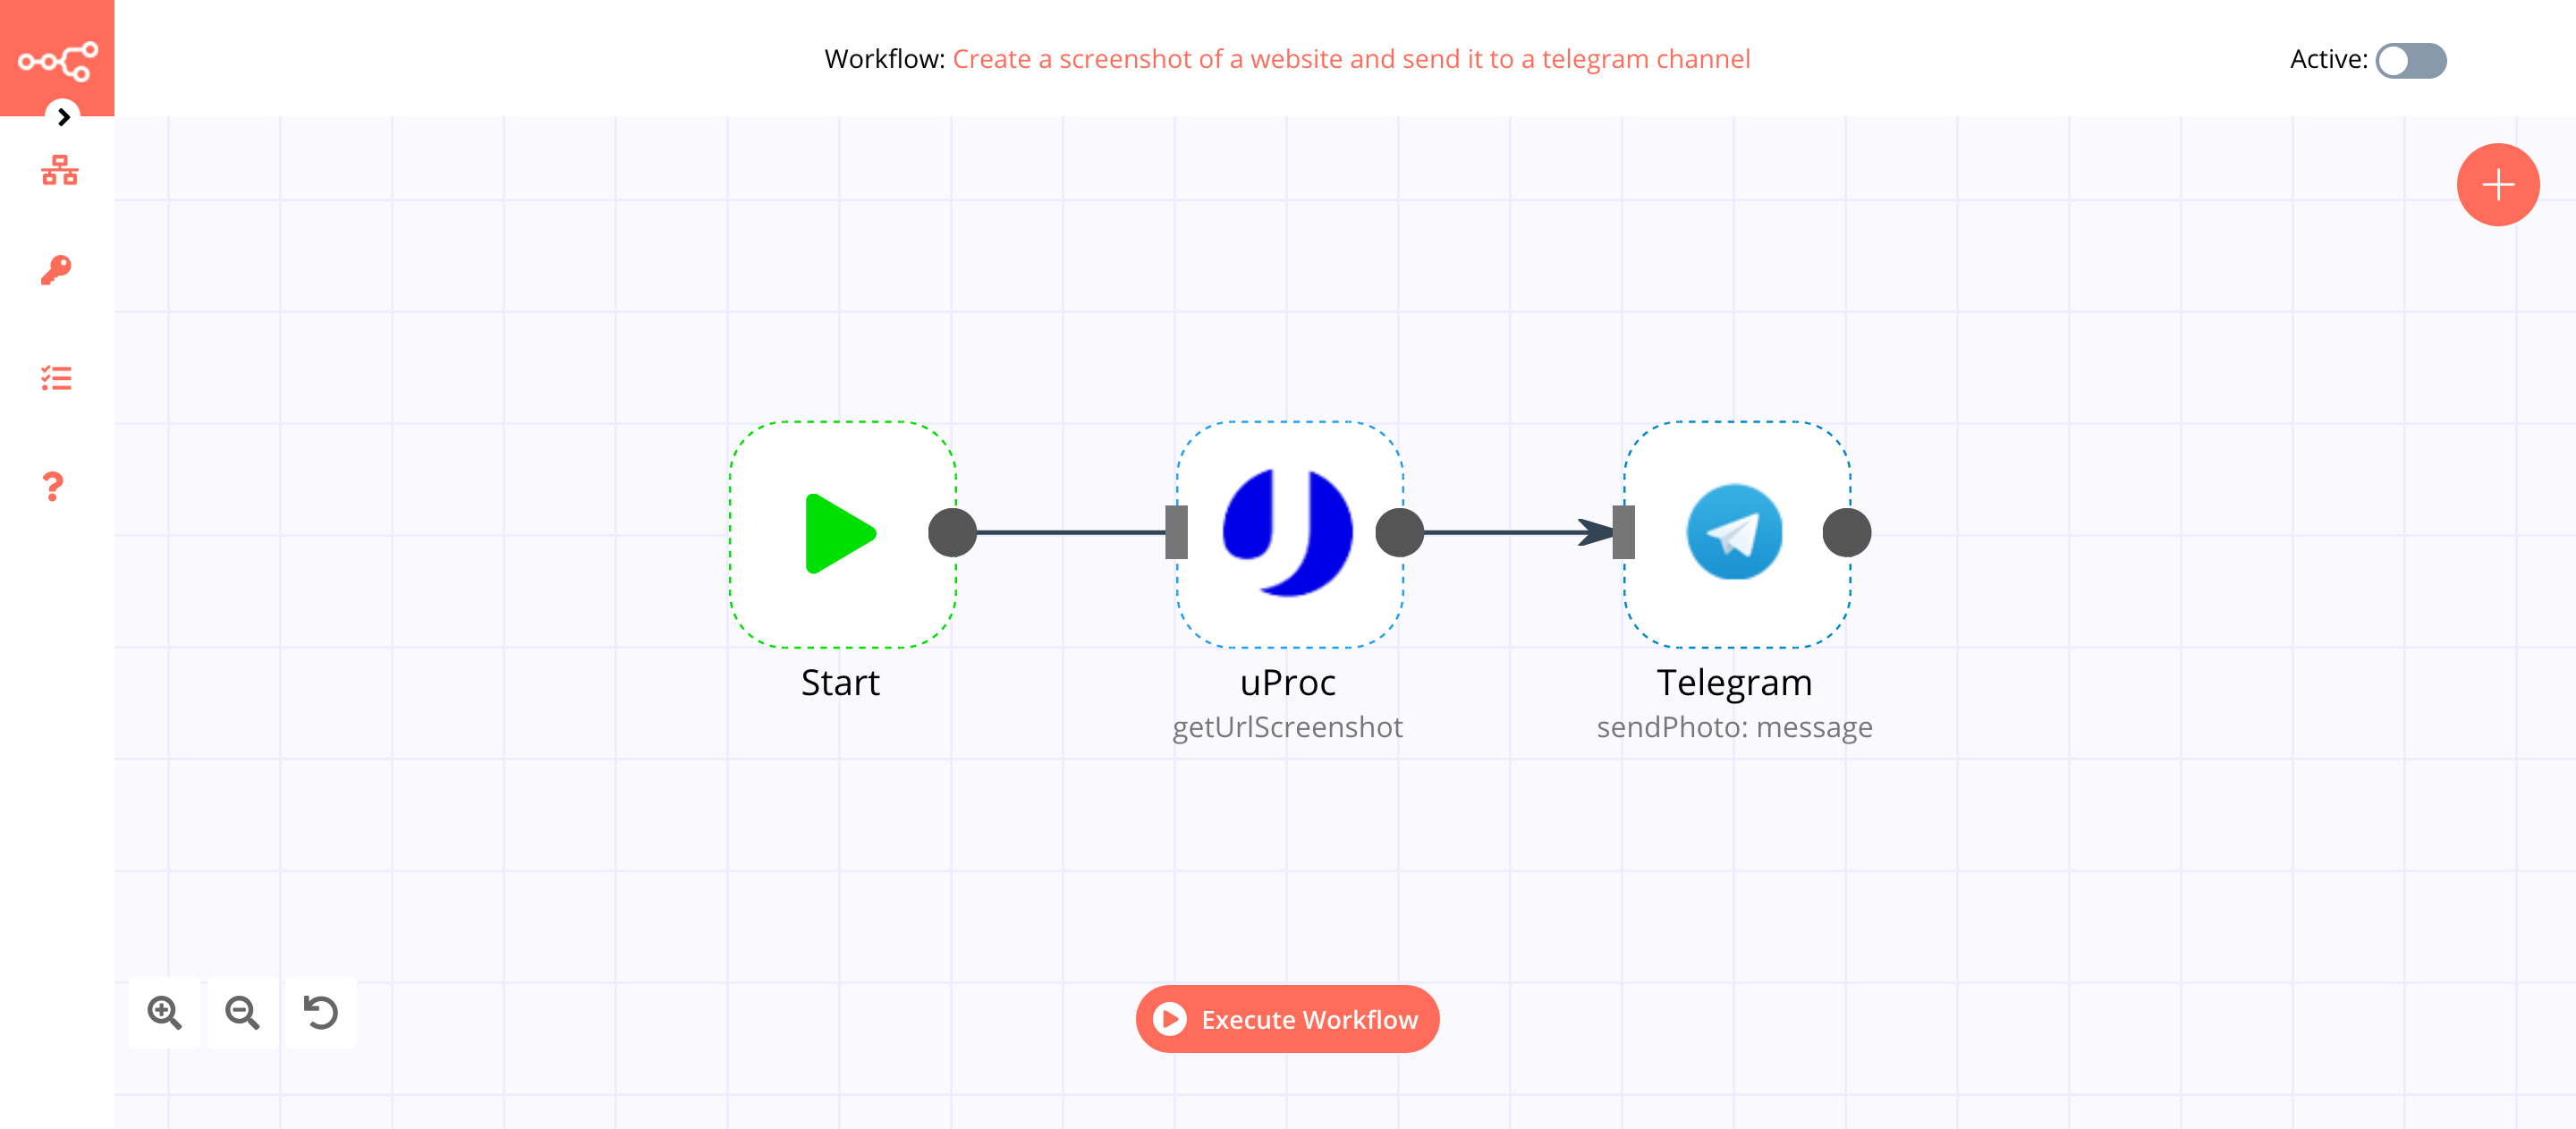 Workflow: Create a screenshot of a website and send it to a telegram channel
Active:
Start
uProc
getUrlScreenshot
Telegram
sendPhoto: message
Execute Workflow